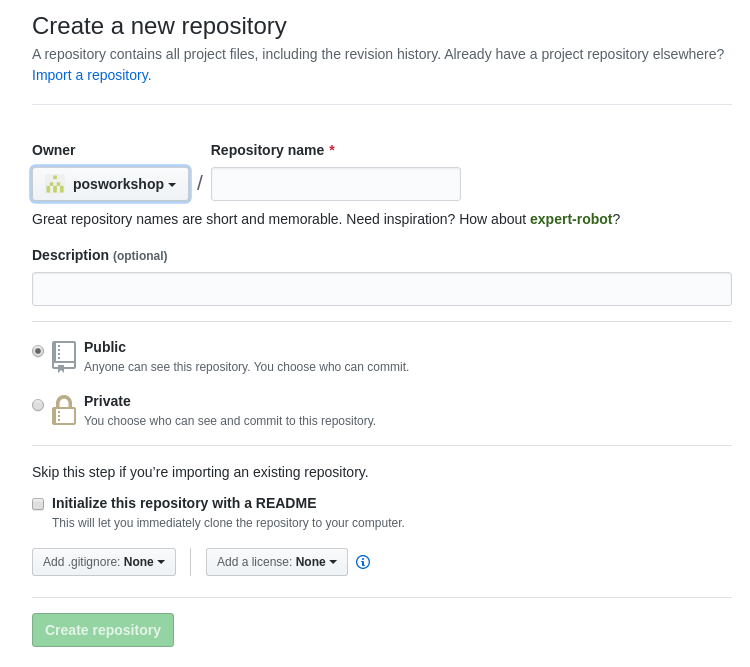 Create a new repository
A repository contains all project files, including the revision history. Already have a project repository elsewhere?
Import a repository.
Owner
Repository name *
posworkshop /
Great repository names are short and memorable. Need inspiration? How about expert-robot?
Description (optional)
Public
Anyone can see this repository. You choose who can commit.
Private
You choose who can see and commit to this repository.
Skip this step if you’re importing an existing repository.
Initialize this repository with a README
This will let you immediately clone the repository to your computer.
Add .gitignore: None
Add a license: None
Create repository